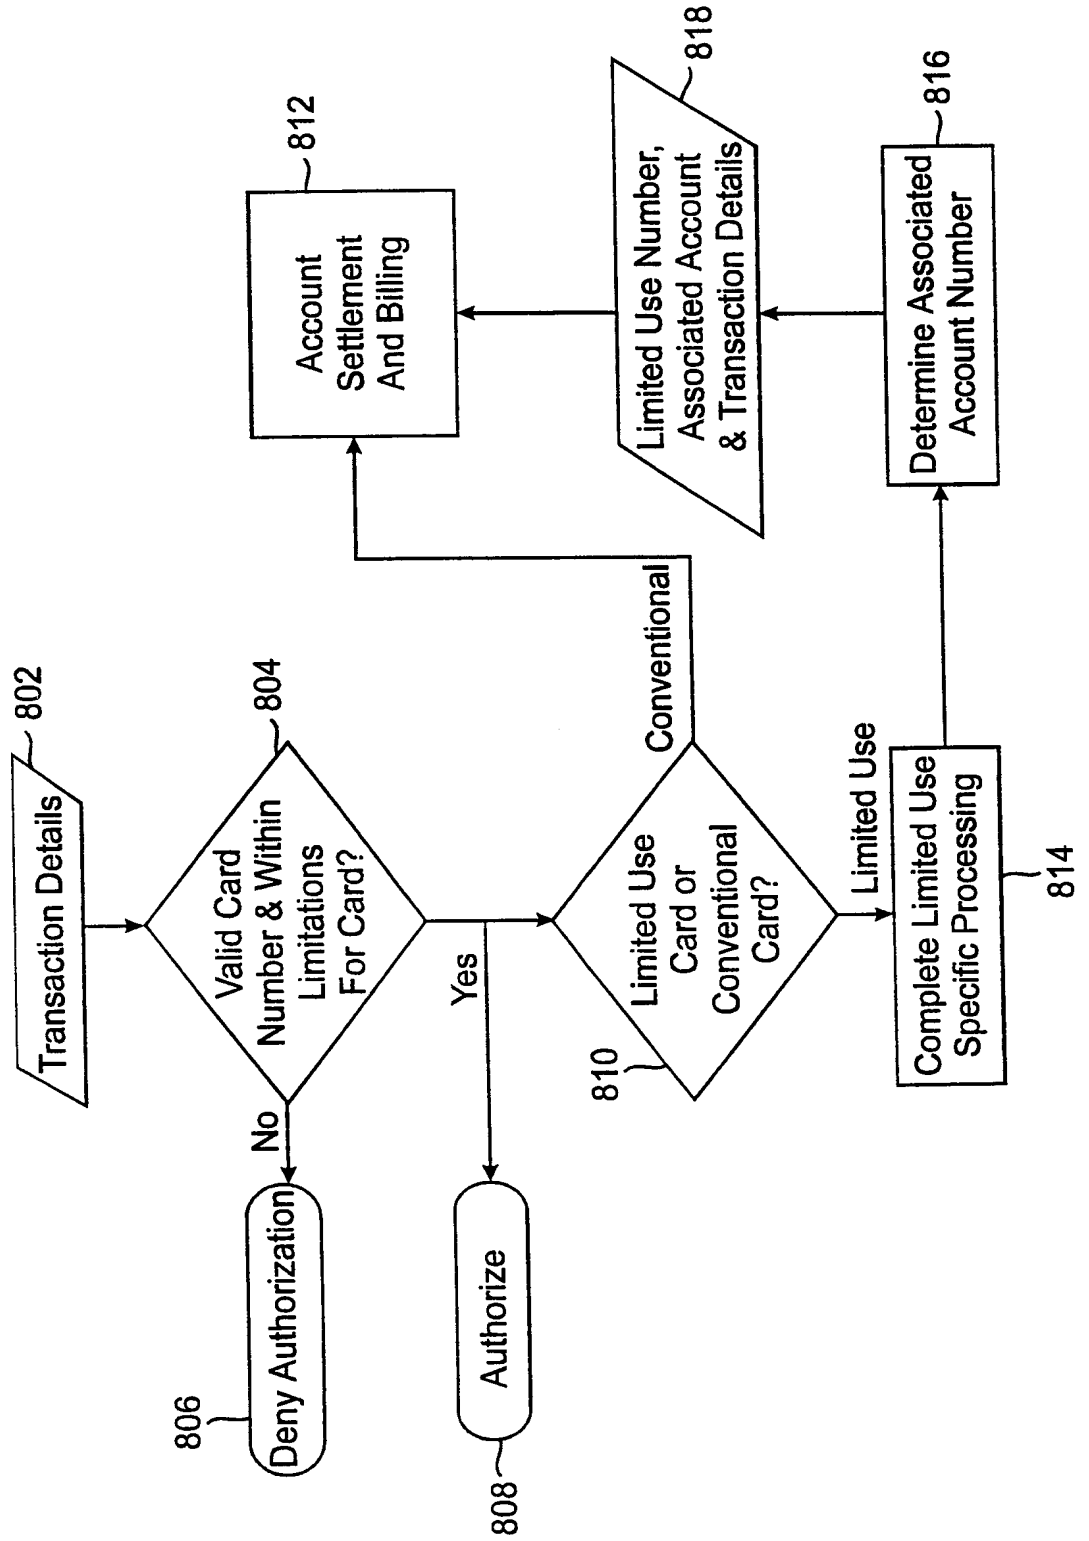 802
Transaction Details
804
Valid Card
Number & Within
Limitations
For Card?
No
806
Deny Authorization
Yes
Authorize
808
810
Limited Use
Card or
Conventional
Card?
Conventional
812
Account
Settlement
And Billing
Limited Use
Complete Limited Use
Specific Processing
814
816
Determine Associated
Account Number
818
Limited Use Number,
Associated Account
& Transaction Details